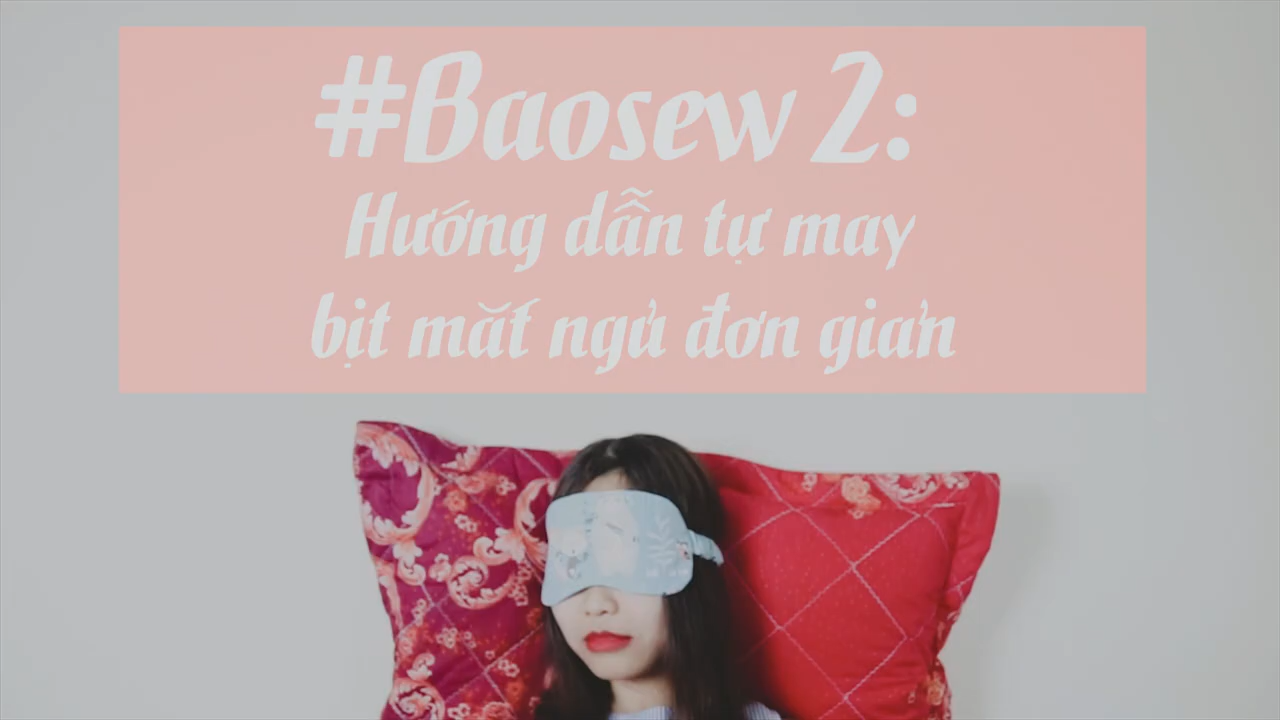 #Baosew 2:
Hướng dẫn tự may
bịt mắt ngủ đơn giản